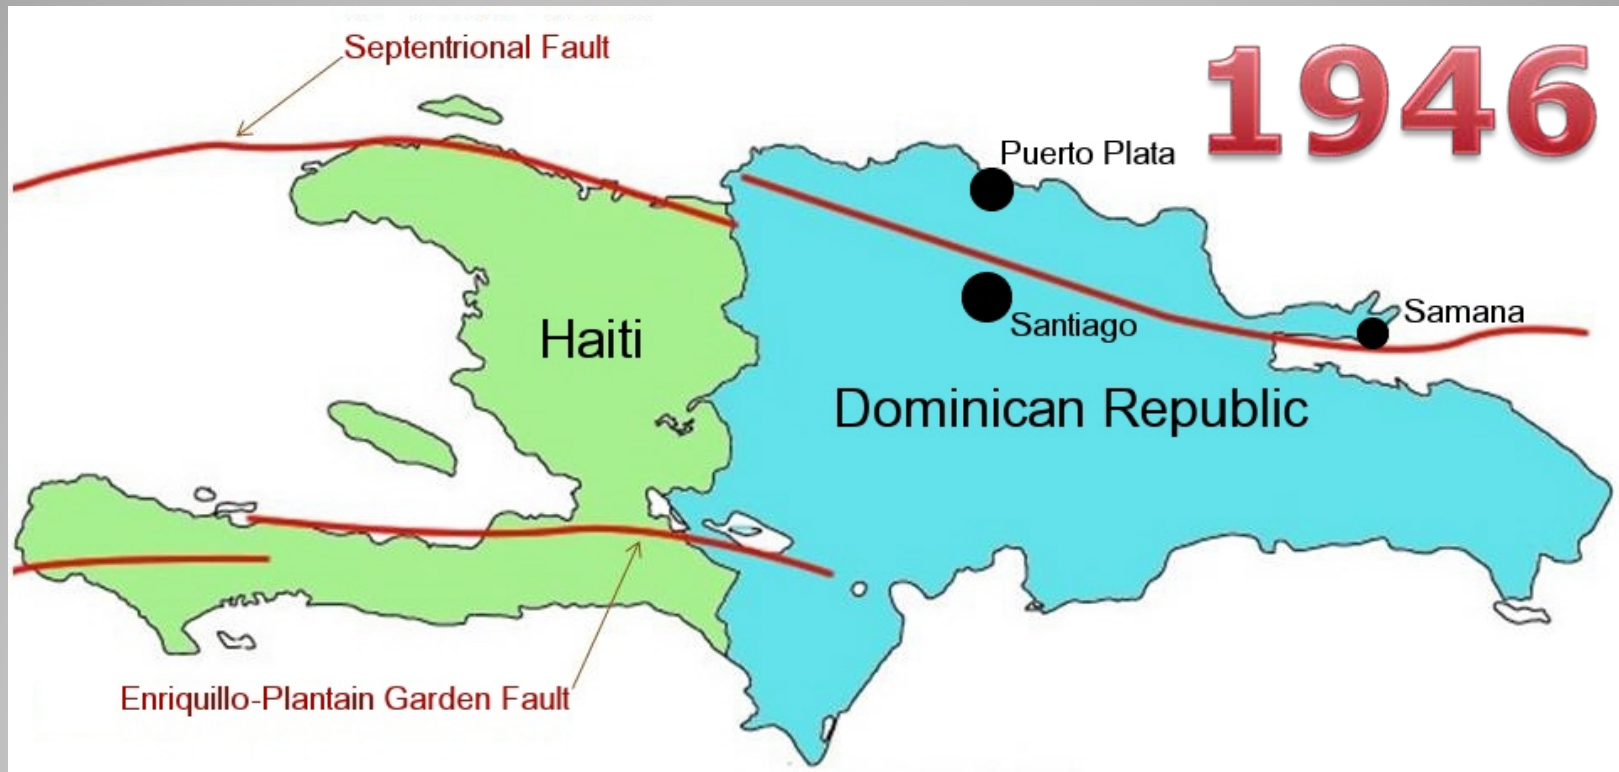 Septentrional Fault
1946
Puerto Plata
Samana
Santiago
Haiti
Dominican Republic
Enriquillo-Plantain Garden Fault